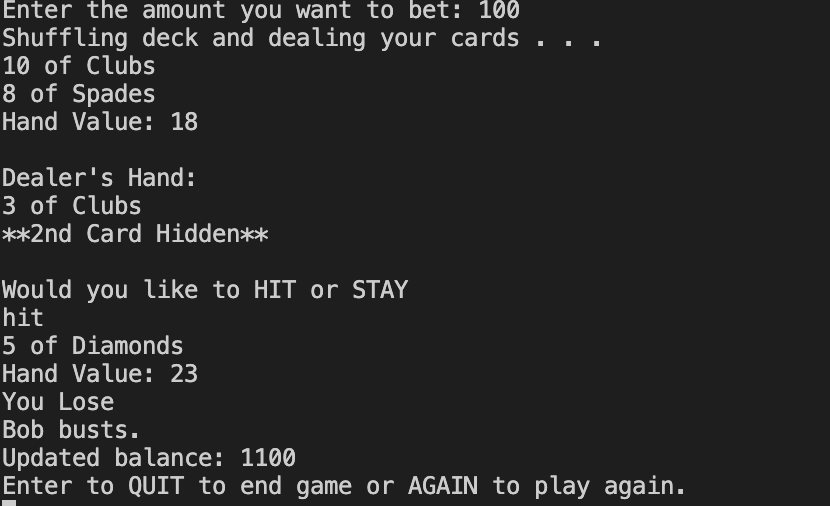 Enter the amount you want to bet: 100
Shuffling deck and dealing your cards . . .
10 of Clubs
8 of Spades
Hand Value: 18
Dealer's Hand:
3 of Clubs
**2nd Card Hidden**
Would you like to HIT or STAY
hit
5 of Diamonds
Hand Value: 23
You Lose
Bob busts.
Updated balance: 1100
Enter to QUIT to end game or AGAIN to play again.